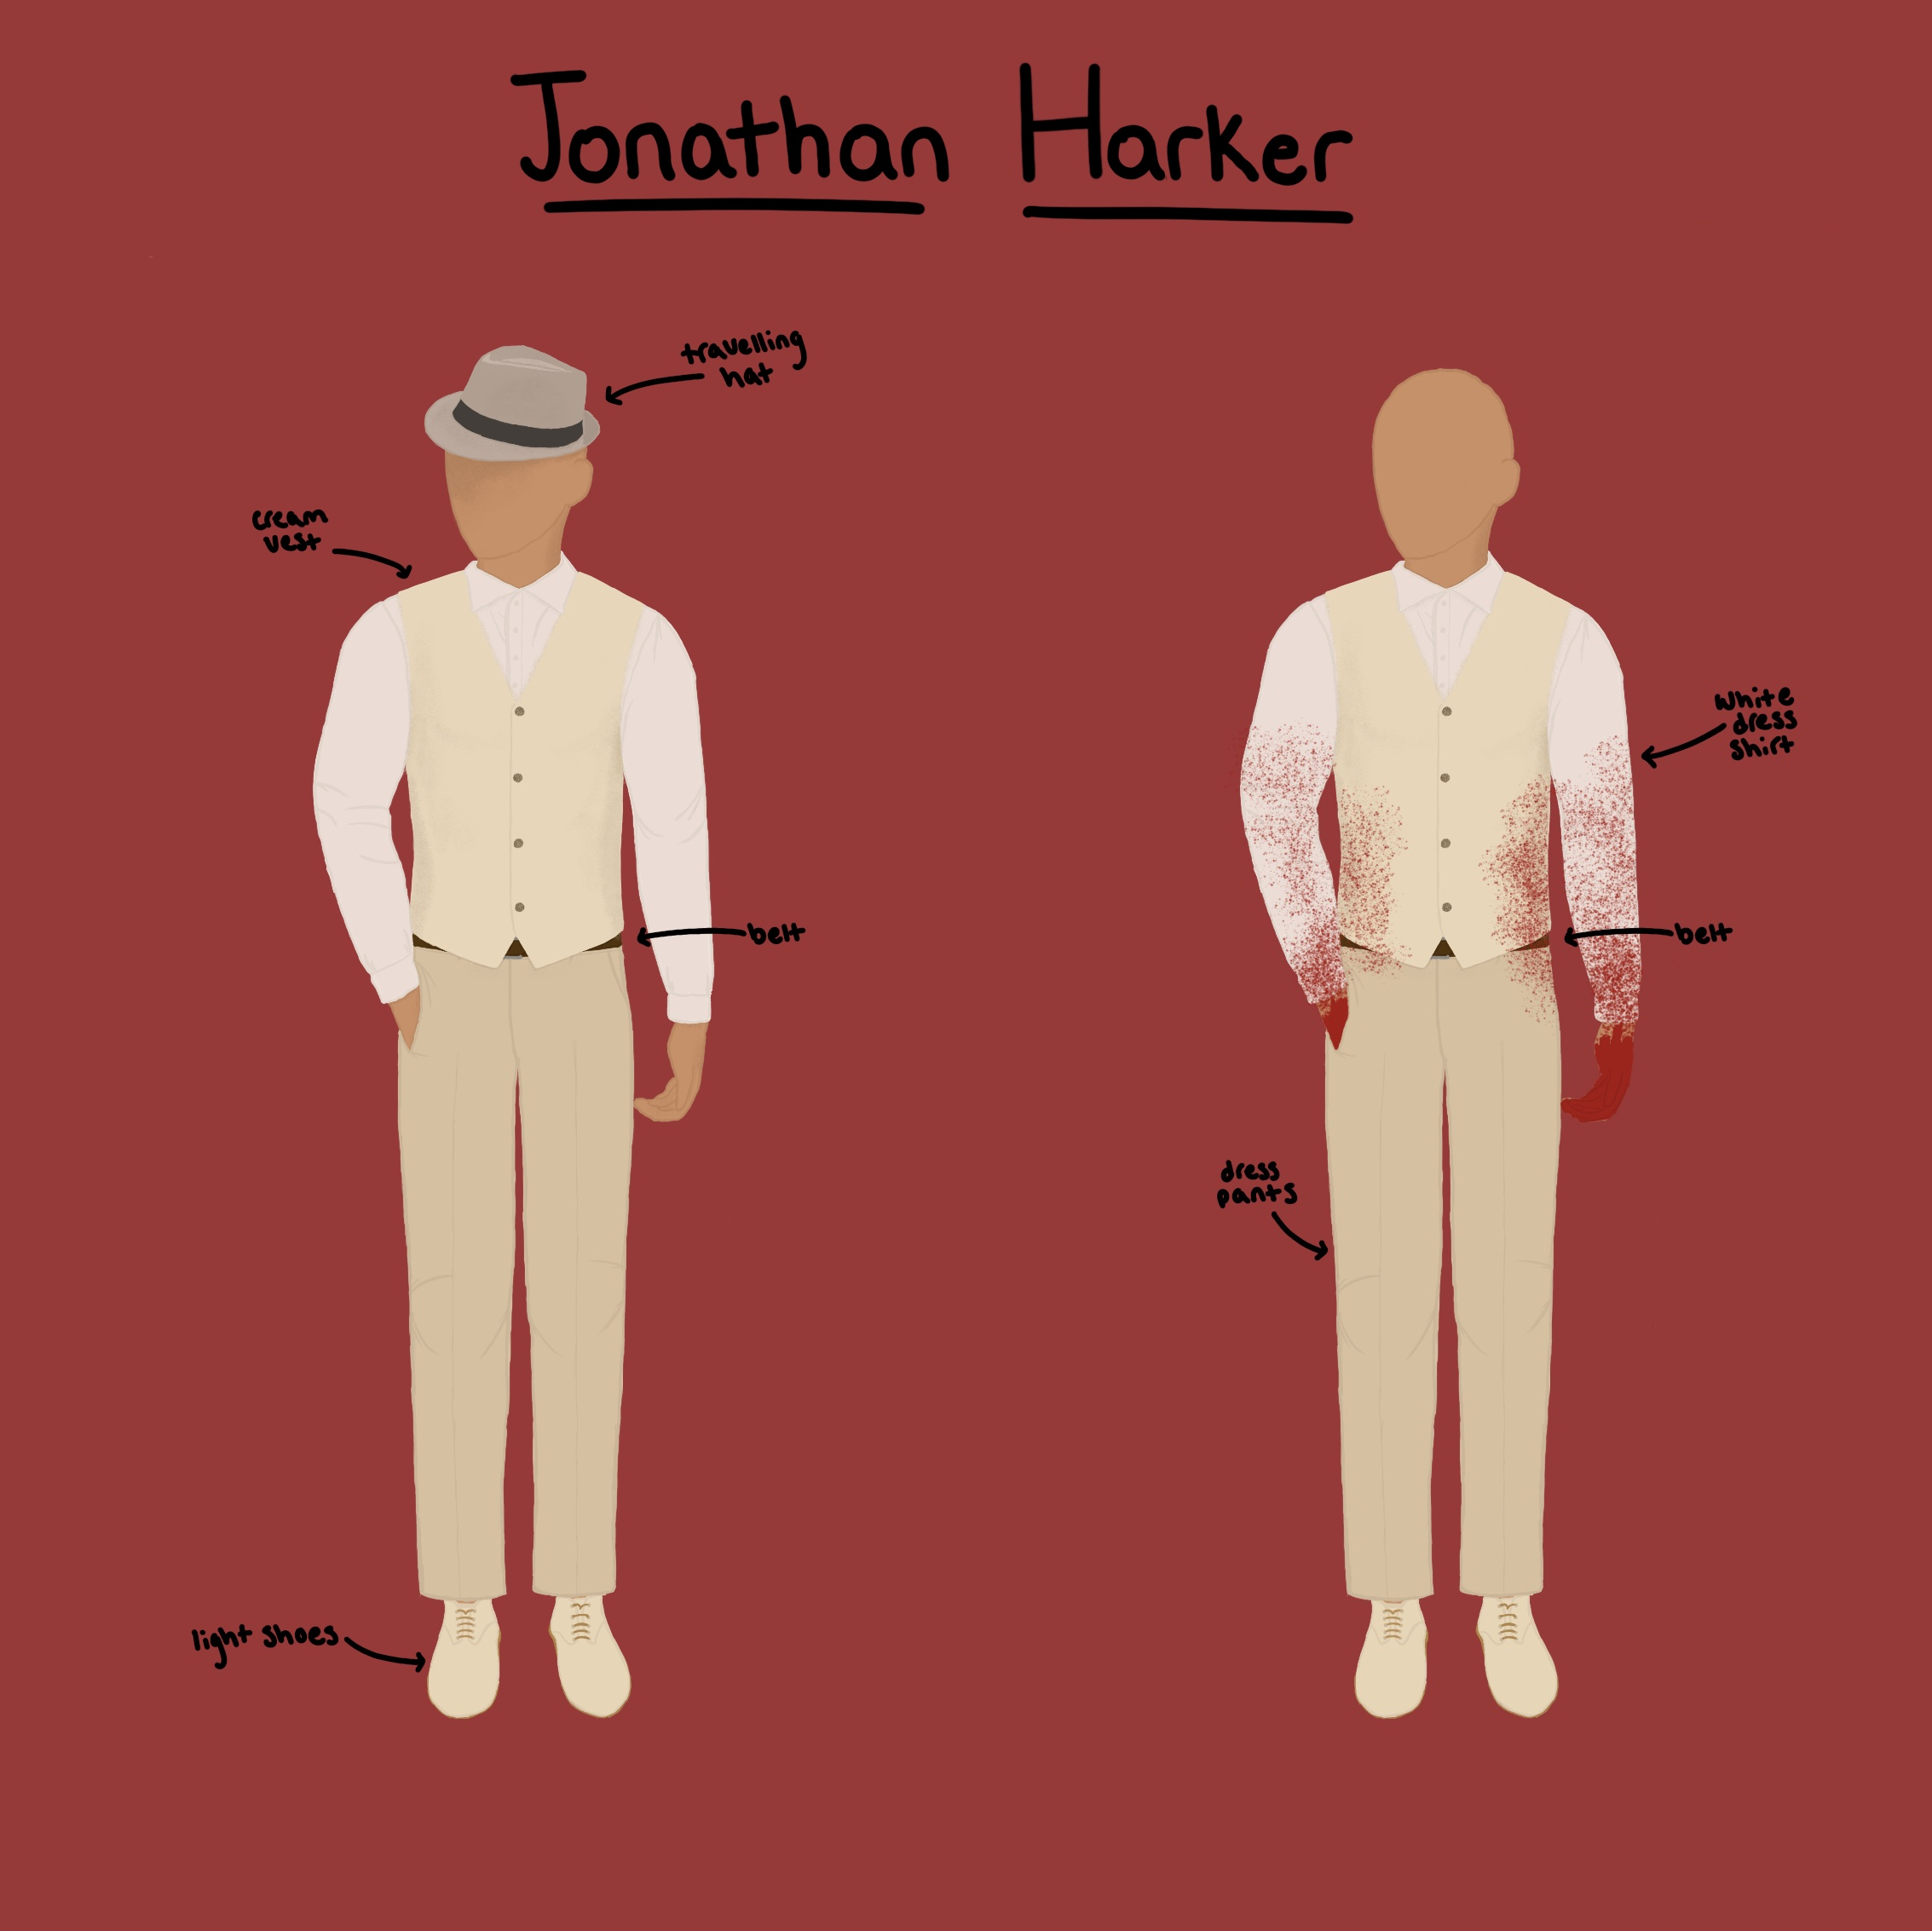 Jonathan Harker
travelling
hat
cream
vest
belt
light shoes
white
dress
shirt
belt
dress
pants